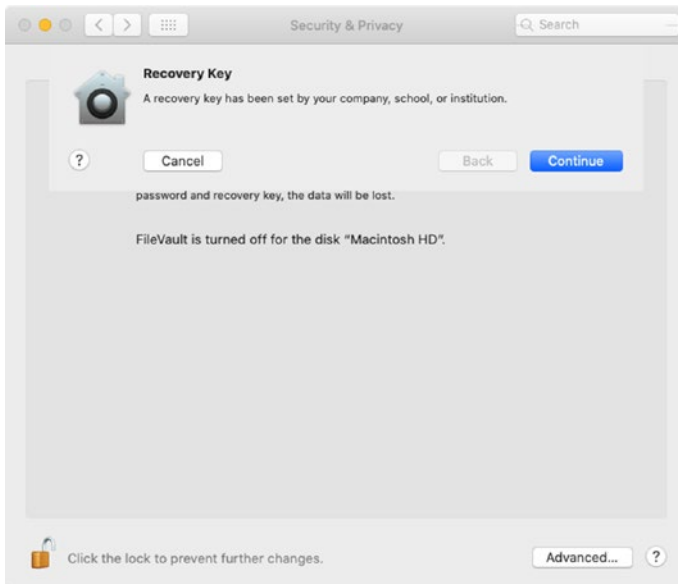 Security & Privacy
Search
Recovery Key
A recovery key has been set by your company, school, or institution.
?
Cancel
Back
Continue
password and recovery key, the data will be lost.
FileVault is turned off for the disk “Macintosh HD”.
Click the lock to prevent further changes.
Advanced...
?